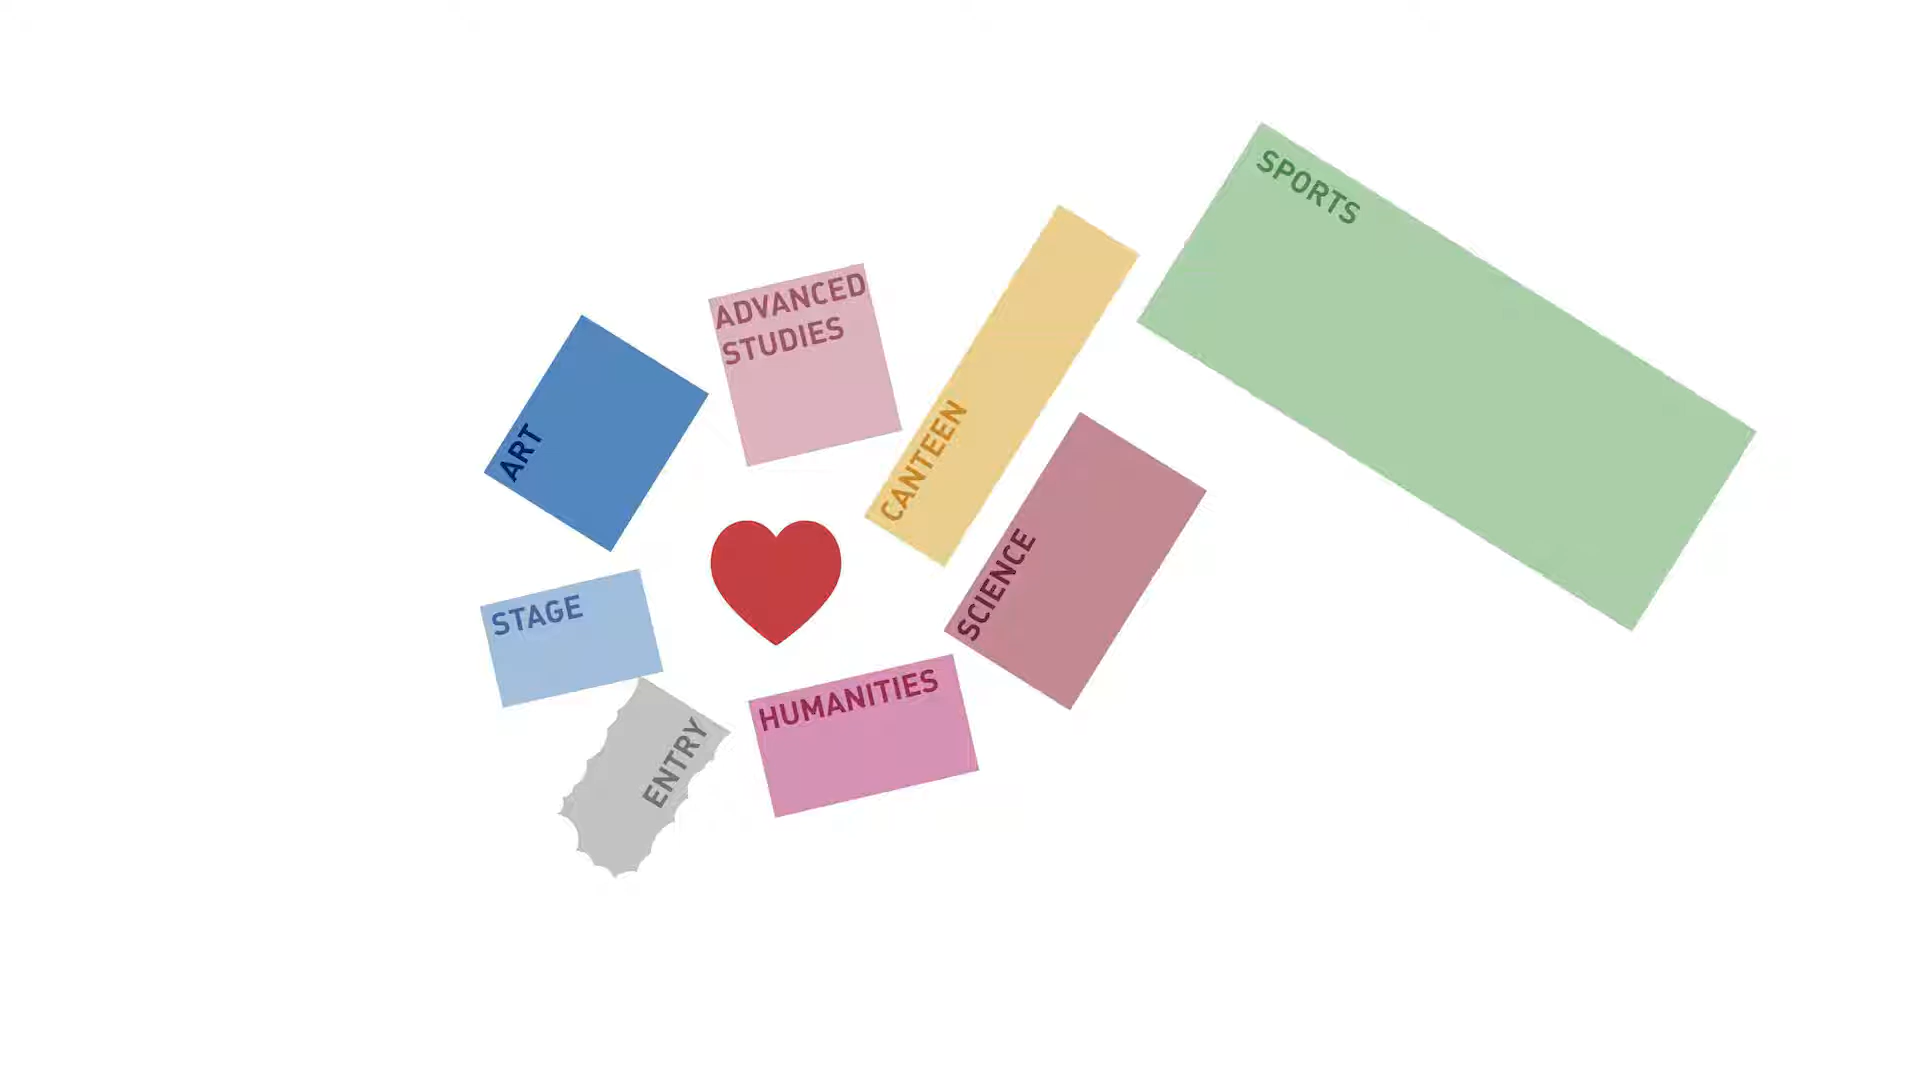 SPORTS
ADVANCED
STUDIES
ART
CANTEEN
SCIENCE
STAGE
HUMANITIES
ENTRY